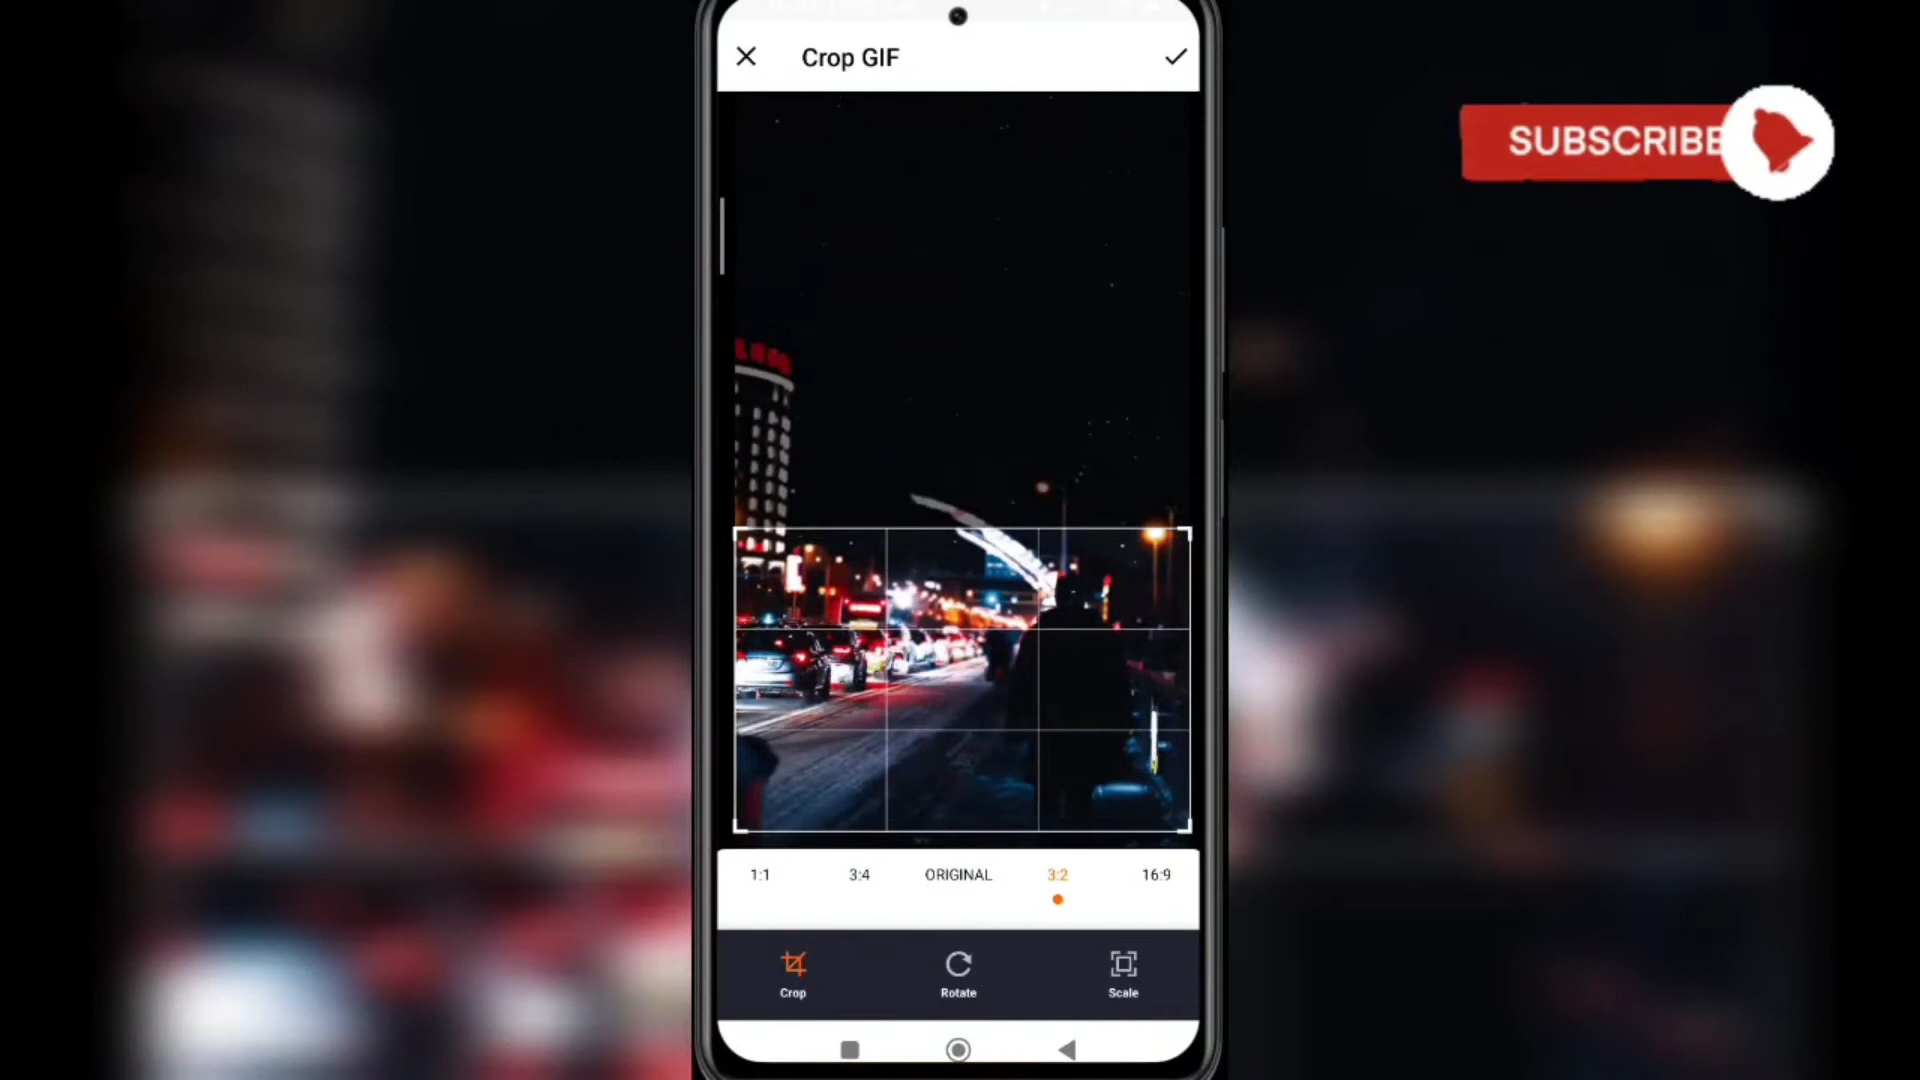 Crop GIF
SUBSCRIBE
1:1
3:4
ORIGINAL
3:2
16:9
Crop
Rotate
Scale